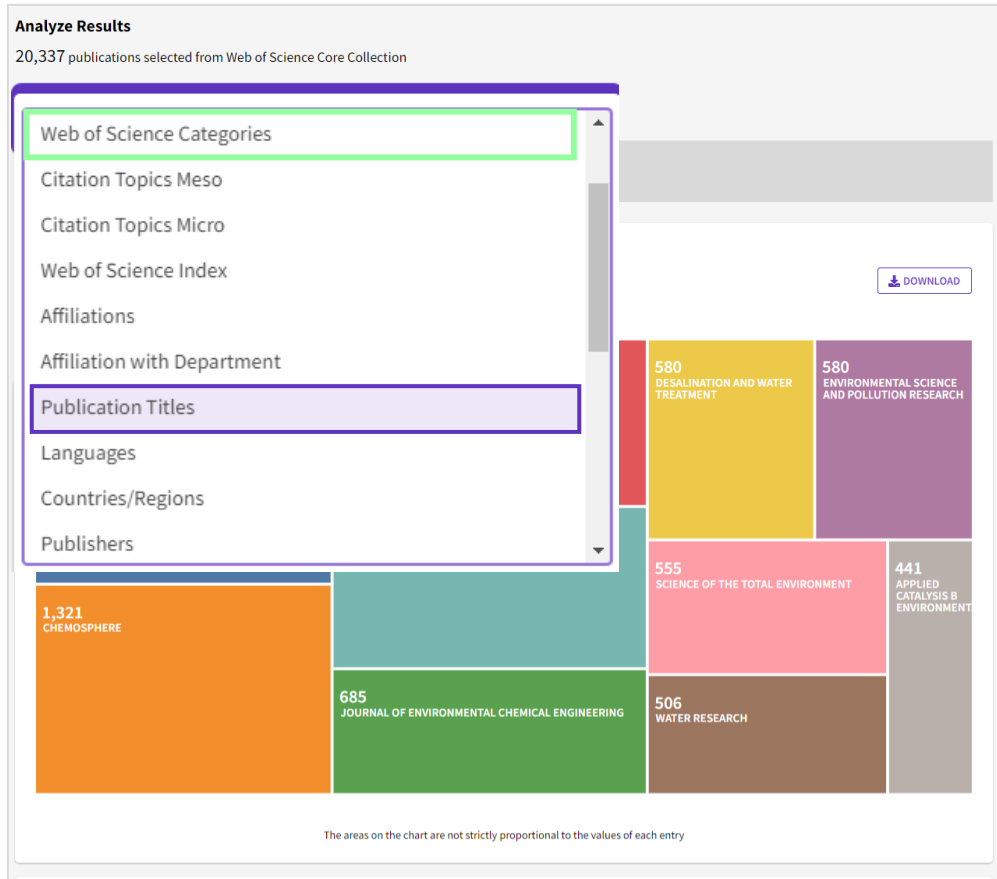 Analyze Results
20,337 publications selected from Web of Science Core Collection
Web of Science Categories
Citation Topics Meso
Citation Topics Micro
Web of Science Index
Affiliations
Affiliation with Department
Publication Titles
Languages
Countries/Regions
Publishers
DOWNLOAD
580
DESALINATION AND WATER
TREATMENT
580
ENVIRONMENTAL SCIENCE
AND POLLUTION RESEARCH
555
SCIENCE OF THE TOTAL ENVIRONMENT
441
APPLIED
CATALYSIS B
ENVIRONMENT
1,321
CHEMOSPHERE
685
JOURNAL OF ENVIRONMENTAL CHEMICAL ENGINEERING
506
WATER RESEARCH
The areas on the chart are not strictly proportional to the values of each entry